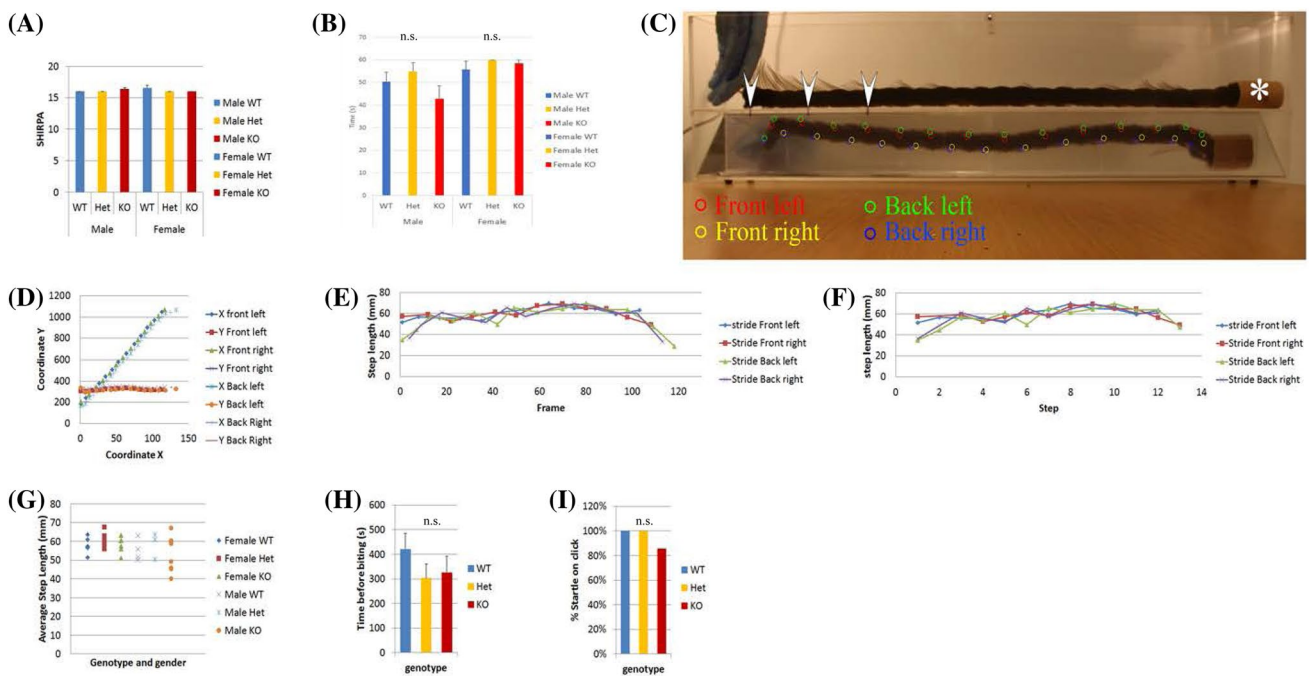 (A)
20
15
10
5
0
SHIRPA
WT Het KO WT Het KO
Male Female
Male WT
Male Het
Male KO
Female WT
Female Het
Female KO
(B)
n.s. n.s.
70
60
50
40
30
20
10
0
Time (s)
WT Het KO WT Het KO
Male Female
Male WT
Male Het
Male KO
Female WT
Female Het
Female KO
(C)
*
Front left Back left
Front right Back right
(D)
1200
1000
800
600
400
200
0
Coordinate Y
0 50 100 150
Coordinate X
X front left
Y Front left
X Front right
Y Front right
X Back left
Y Back left
X Back Right
Y Back Right
(E)
80
60
40
20
0
Step length (mm)
0 20 40 60 80 100 120
Frame
stride Front left
Stride Front right
Stride Back left
Stride Back right
(F)
80
60
40
20
0
step length (mm)
0 2 4 6 8 10 12 14
Step
stride Front left
Stride Front right
Stride Back left
Stride Back right
(G)
80
70
60
50
40
30
20
10
0
Average Step Length (mm)
Genotype and gender
Female WT
Female Het
Female KO
Male WT
Male Het
Male KO
(H)
n.s.
600
500
400
300
200
100
0
Time before biting (s)
genotype
WT
Het
KO
(I)
n.s.
120%
100%
80%
60%
40%
20%
0%
% Startle on click
genotype
WT
Het
KO